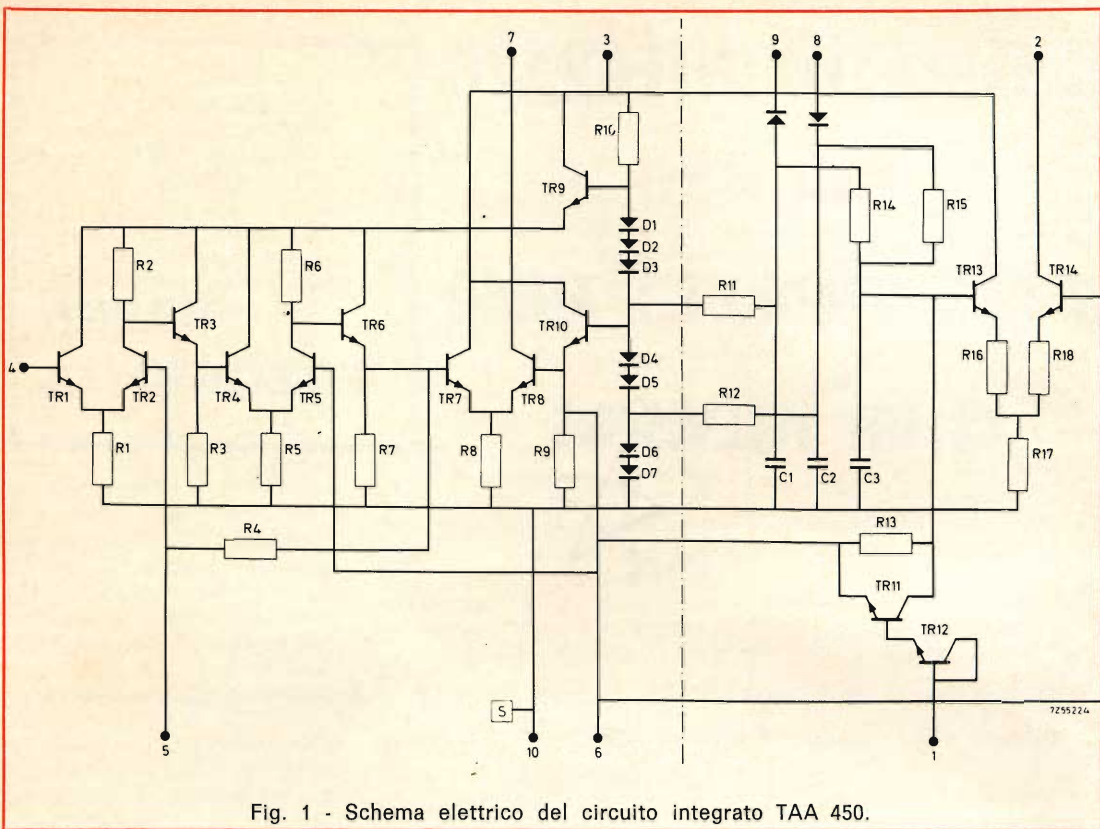 7 3 9 8 2
R10
TR9
R14 R15
D1
D2
D3
R2 R6
TR13 TR14
R11
TR3 TR6 TR10
R16 R18
4
D4
D5
TR1 TR2 TR4 TR5 TR7 TR8
R12
R1 R3 R5 R7 R8 R9
D6
D7
R17
C1 C2 C3
R4 R13
TR11
TR12
S
7Z55224
5 10 6 1
Fig. 1 - Schema elettrico del circuito integrato TAA 450.